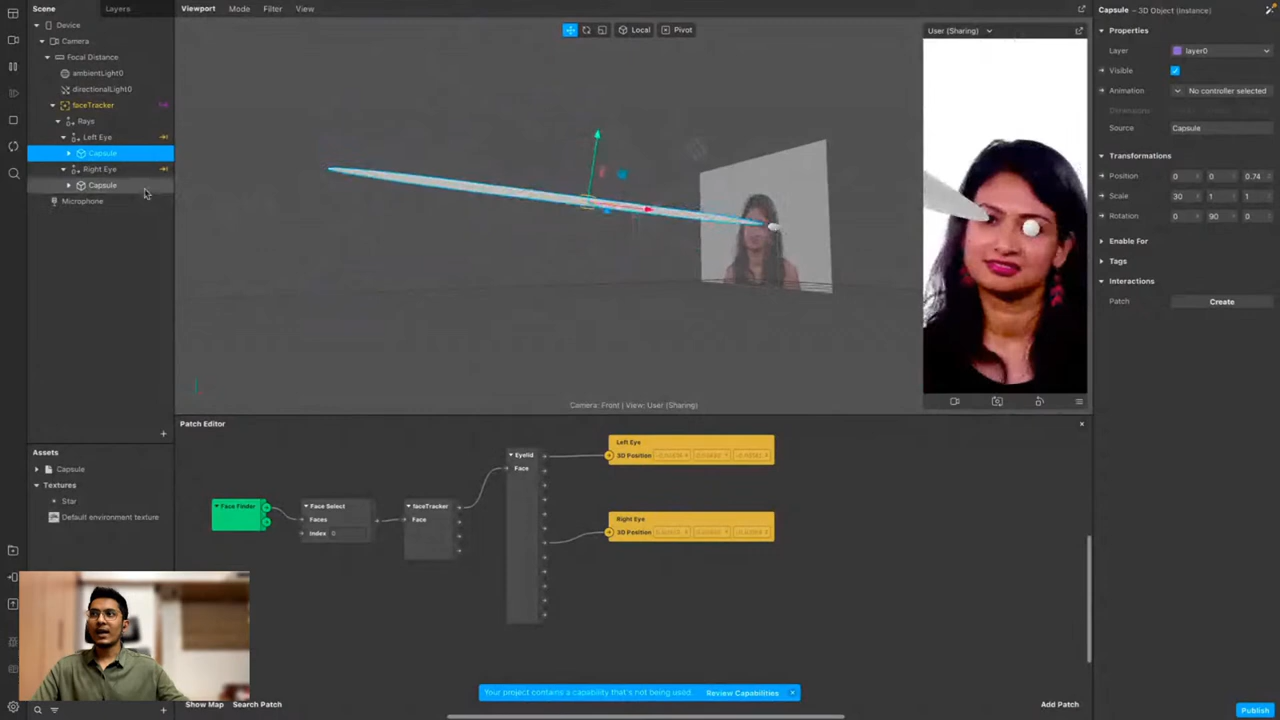 Scene Layers
Device
Camera
Focal Distance
ambientLight0
directionalLight0
faceTracker
Rays
Left Eye
Capsule
Right Eye
Capsule
Microphone
Assets
Capsule
Textures
Star
Default environment texture
Viewport Mode Filter View
Local Pivot
Camera: Front | View: User (Sharing)
User (Sharing)
Patch Editor
Face Finder
Face Select
Faces
Index 0
faceTracker
Face
Eyelid
Face
Left Eye
3D Position
Right Eye
3D Position
Your project contains a capability that's not being used. Review Capabilities
Show Map Search Patch
Add Patch
Capsule – 3D Object (Instance)
Properties
Layer layer0
Visible
Animation No controller selected
Dimensions
Source Capsule
Transformations
Position 0 0 0.74
Scale 30 1 1
Rotation 0 90 0
Enable For
Tags
Interactions
Patch Create
Publish